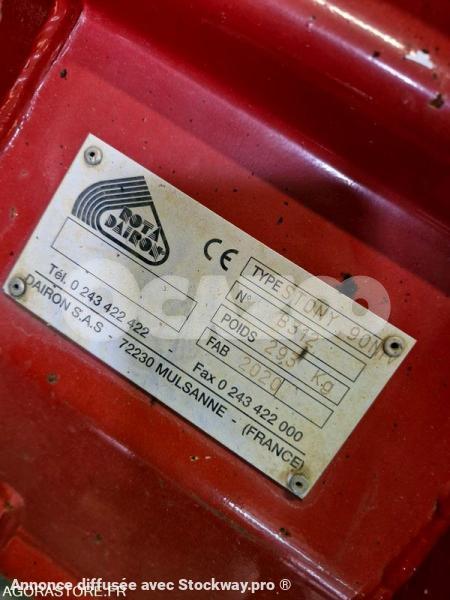 ROTA
DAIRON
CE
TYPE STONY 90
N° B342
POIDS 293 Kg
FAB 2020
Tél. 0 243 422 422 - Fax 0 243 422 000
DAIRON S.A.S - 72230 MULSANNE - (FRANCE)
Annonce diffusée avec Stockway.pro ®
AGORASTORE.FR